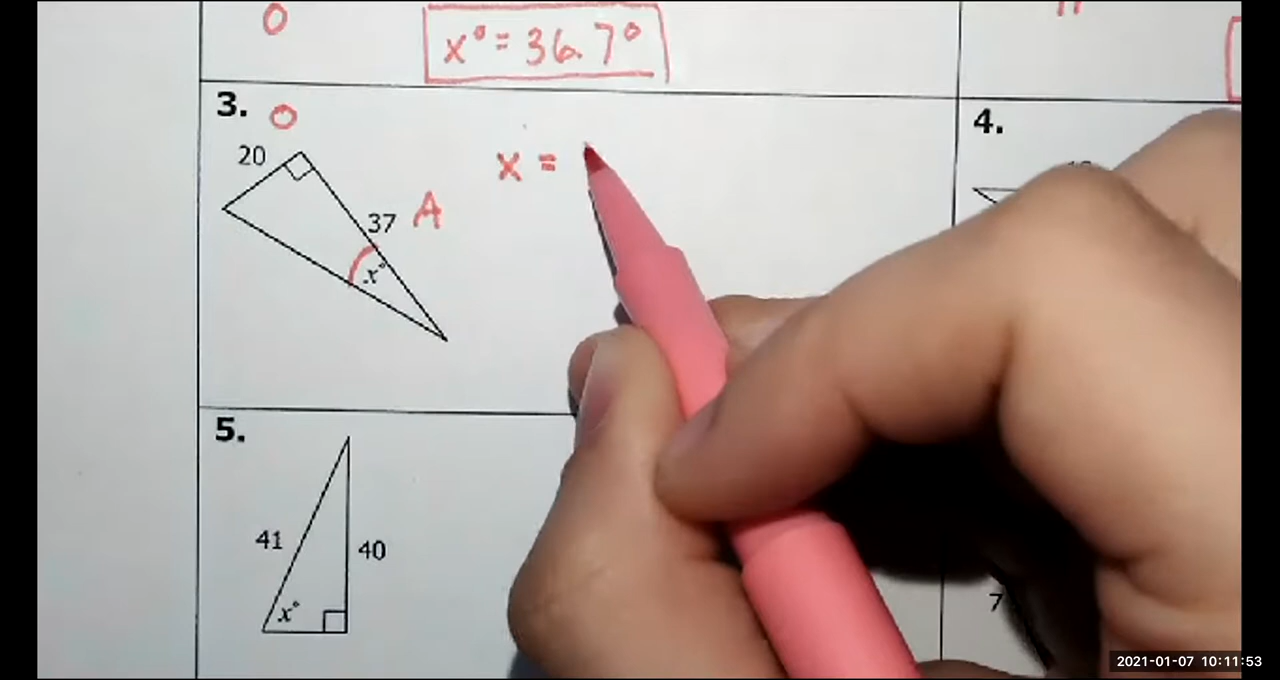 O
x° = 36.7°
3.
O
20
37
A
x°
x =
4.
5.
41
40
x°
7
2021-01-07 10:11:53